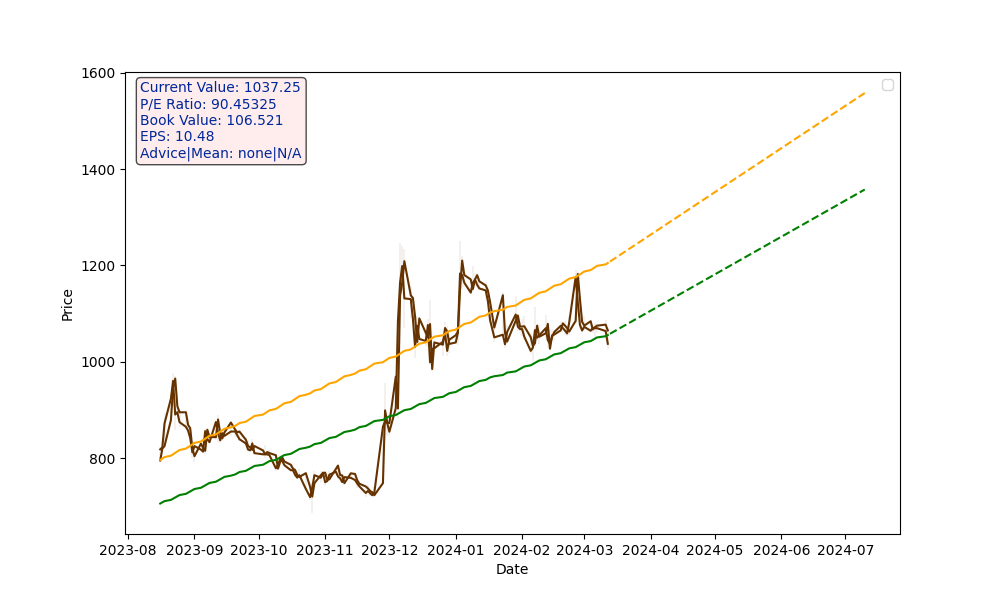 1600
1400
1200
1000
800
Price
Current Value: 1037.25
P/E Ratio: 90.45325
Book Value: 106.521
EPS: 10.48
Advice|Mean: none|N/A
2023-08 2023-09 2023-10 2023-11 2023-12 2024-01 2024-02 2024-03 2024-04 2024-05 2024-06 2024-07
Date